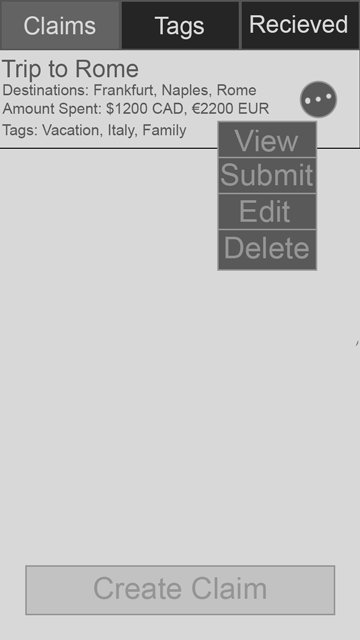 Claims Tags Recieved
Trip to Rome
Destinations: Frankfurt, Naples, Rome
Amount Spent: $1200 CAD, €2200 EUR
Tags: Vacation, Italy, Family
View
Submit
Edit
Delete
Create Claim